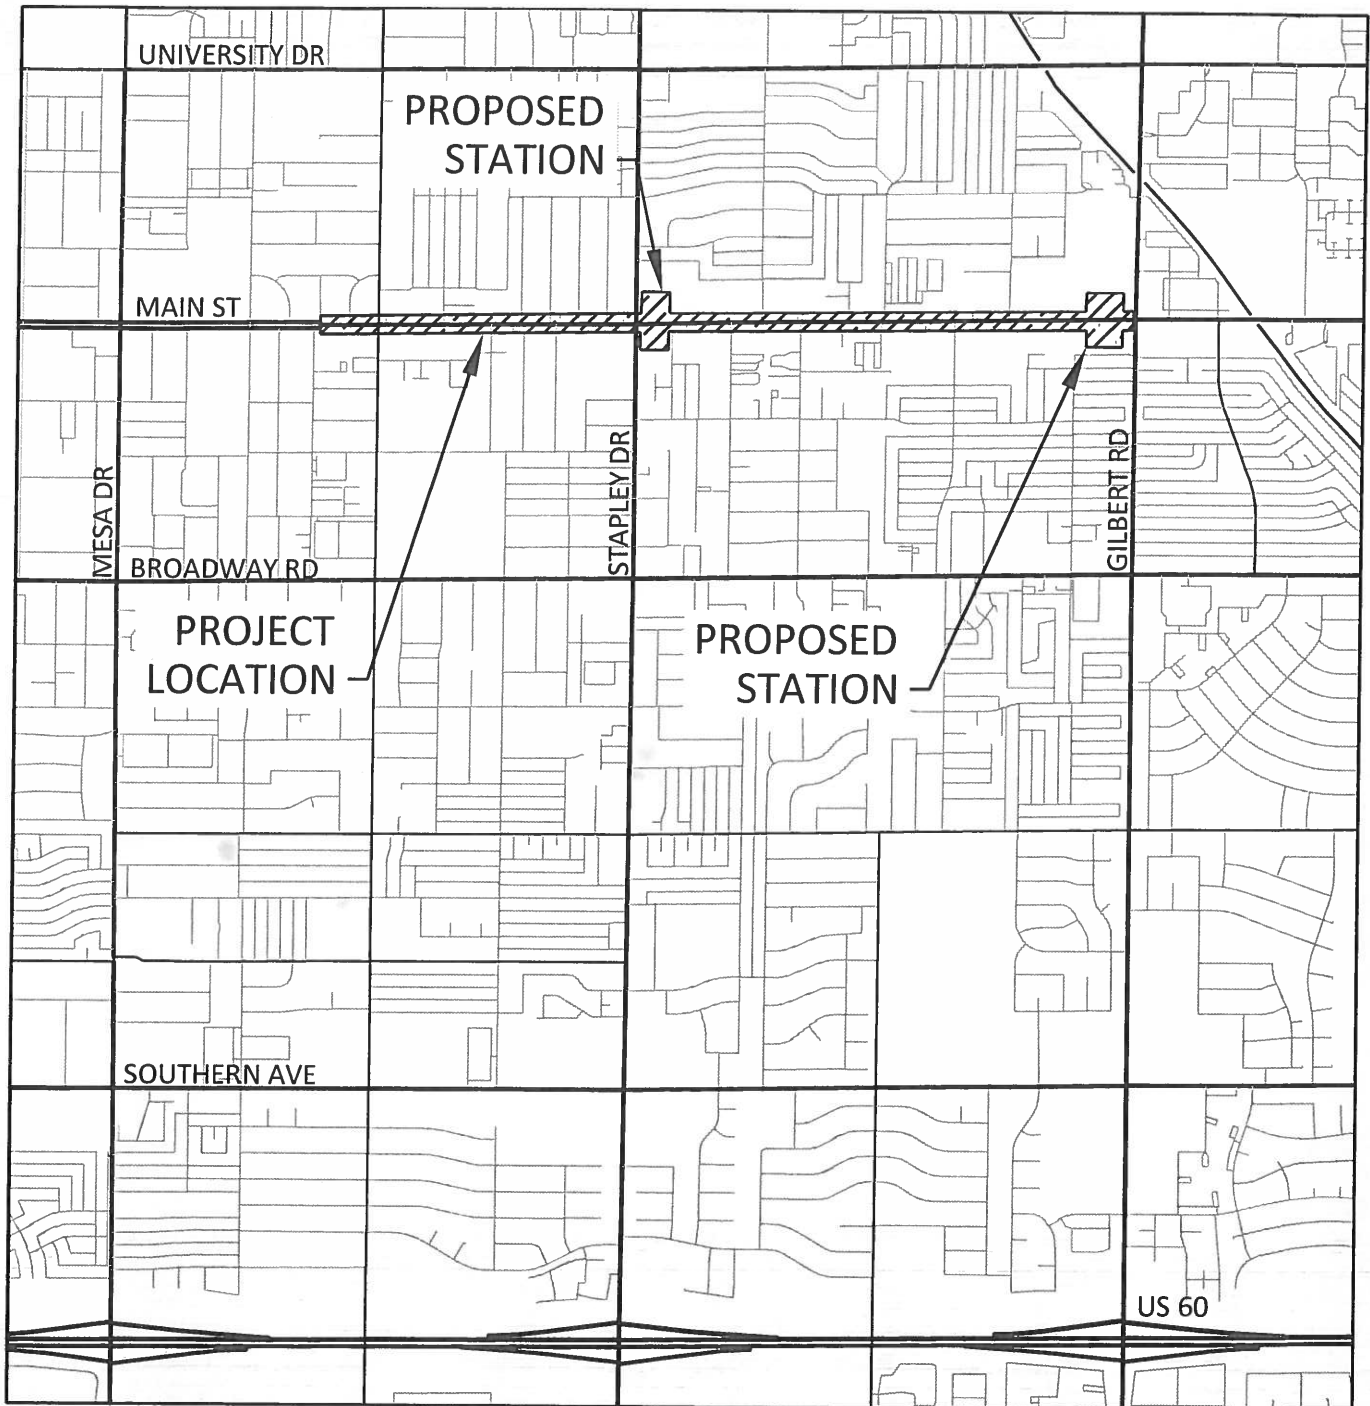 UNIVERSITY DR
PROPOSED
STATION
MAIN ST
MESA DR
STAPLEY DR
GILBERT RD
BROADWAY RD
PROJECT
LOCATION
PROPOSED
STATION
SOUTHERN AVE
US 60